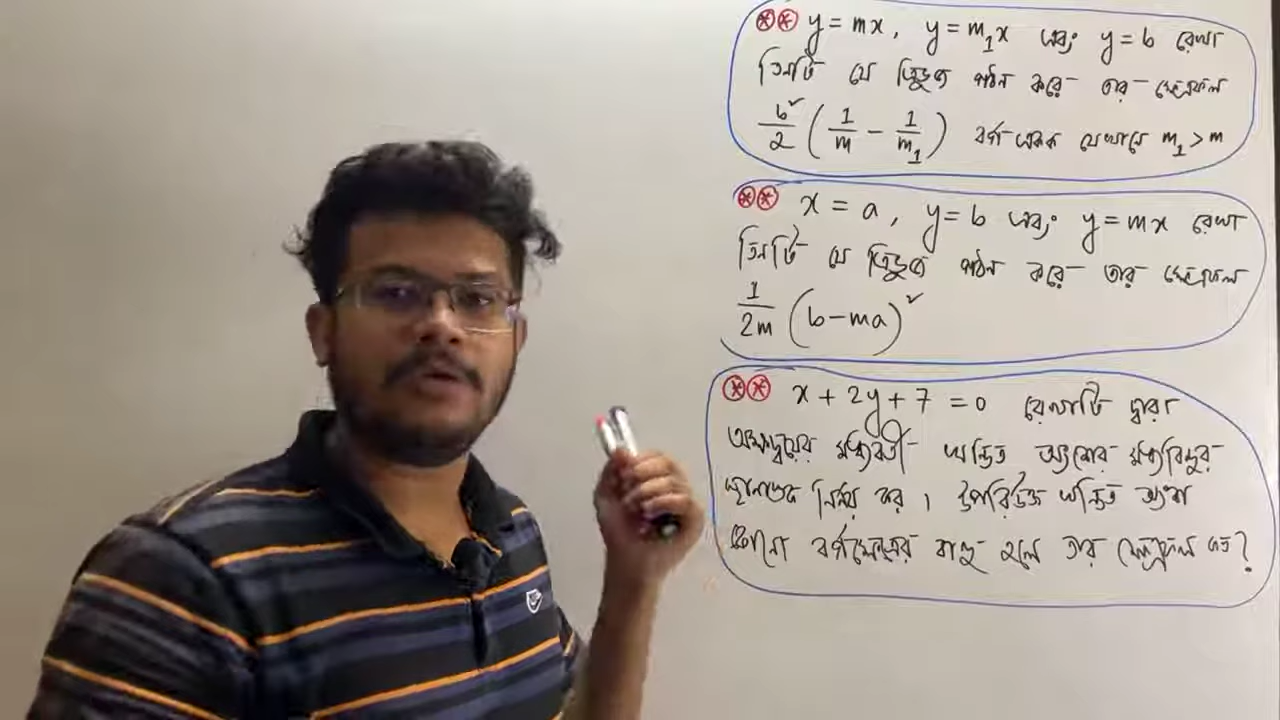 y = mx, y = m₁x এবং y = b রেখা
তিনটি যে ত্রিভুজ গঠন করে তার ক্ষেত্রফল
b²/2 (1/m − 1/m₁) বর্গ একক যেখানে m₁ > m
x = a, y = b এবং y = mx রেখা
তিনটি যে ত্রিভুজ গঠন করে তার ক্ষেত্রফল
1/2m (b − ma)²
x + 2y + 7 = 0 রেখাটি দ্বারা
অক্ষদ্বয়ের মধ্যবর্তী খন্ডিত অংশের মধ্যবিন্দুর
স্থানাঙ্ক নির্ণয় কর। উপরিউক্ত খন্ডিত অংশ
কোনো বর্গক্ষেত্রের বাহু হলে তার ক্ষেত্রফল কত?